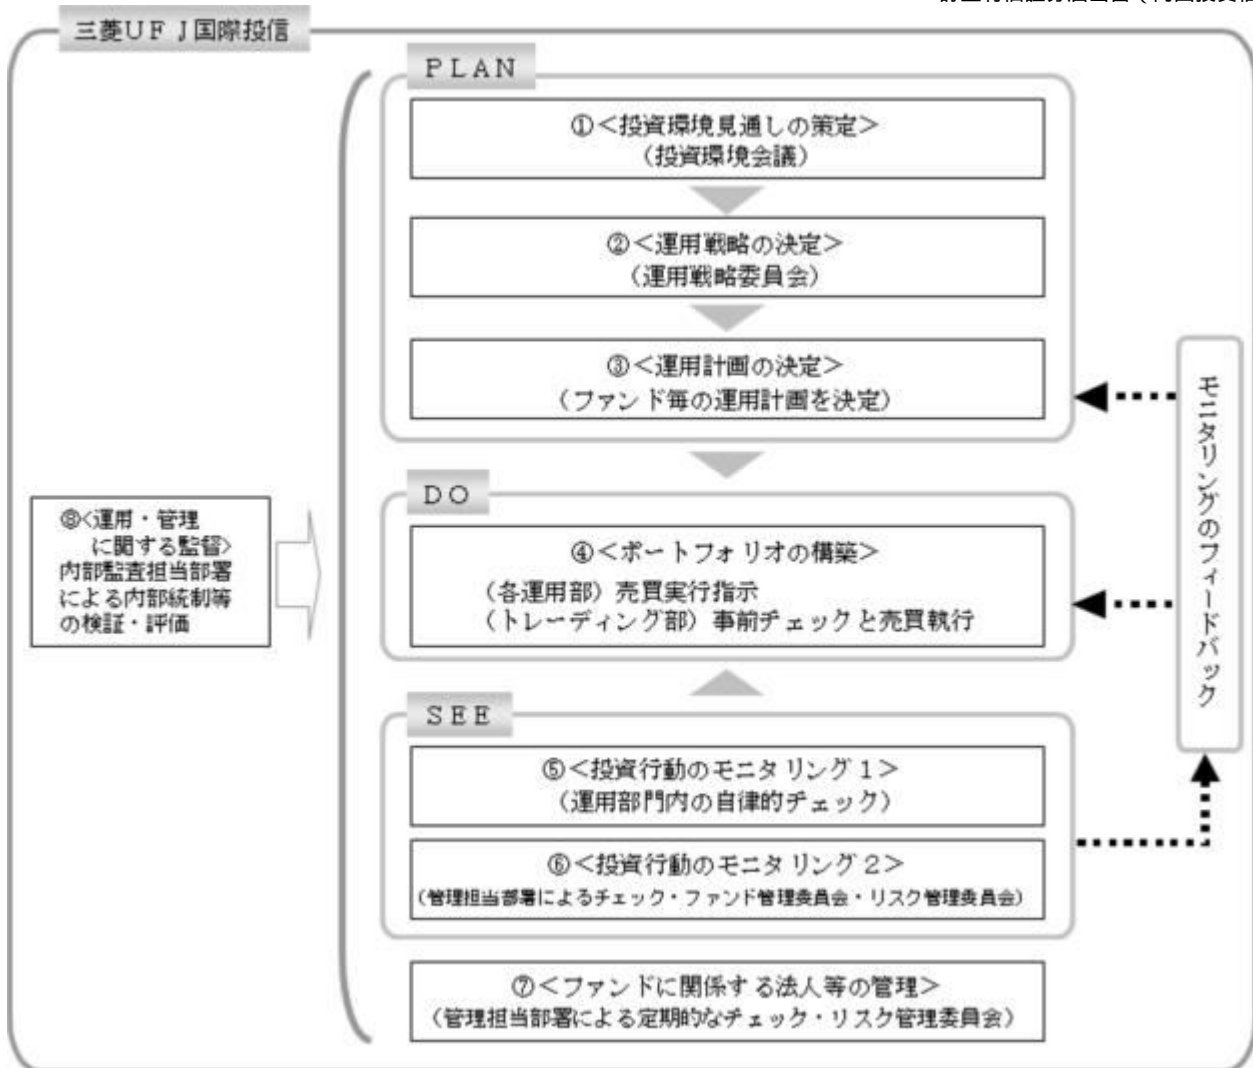 三菱UFJ国際投信
PLAN
①<投資環境見通しの策定>
(投資環境会議)
②<運用戦略の決定>
(運用戦略委員会)
③<運用計画の決定>
(ファンド毎の運用計画を決定)
DO
④<ポートフォリオの構築>
(各運用部)売買実行指示
(トレーディング部)事前チェックと売買執行
SEE
⑤<投資行動のモニタリング1>
(運用部門内の自律的チェック)
⑥<投資行動のモニタリング2>
(管理担当部署によるチェック・ファンド管理委員会・リスク管理委員会)
⑦<ファンドに関係する法人等の管理>
(管理担当部署による定期的なチェック・リスク管理委員会)
⑧<運用・管理
に関する監督>
内部監査担当部署
による内部統制等
の検証・評価
モニタリングのフィードバック